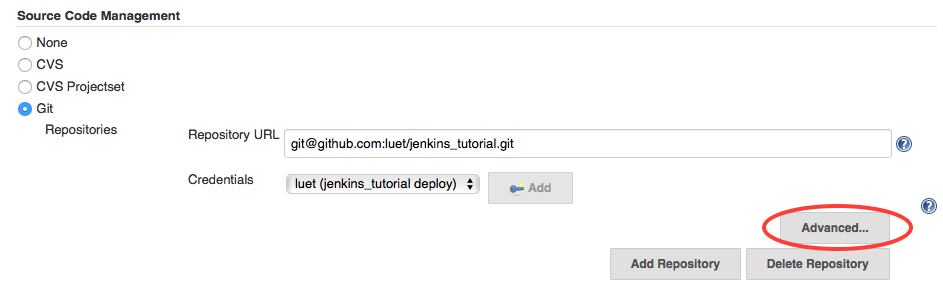 Source Code Management
None
CVS
CVS Projectset
Git
Repositories
Repository URL
git@github.com:luet/jenkins_tutorial.git
?
Credentials
luet (jenkins_tutorial deploy)
Add
?
Advanced...
Add Repository
Delete Repository